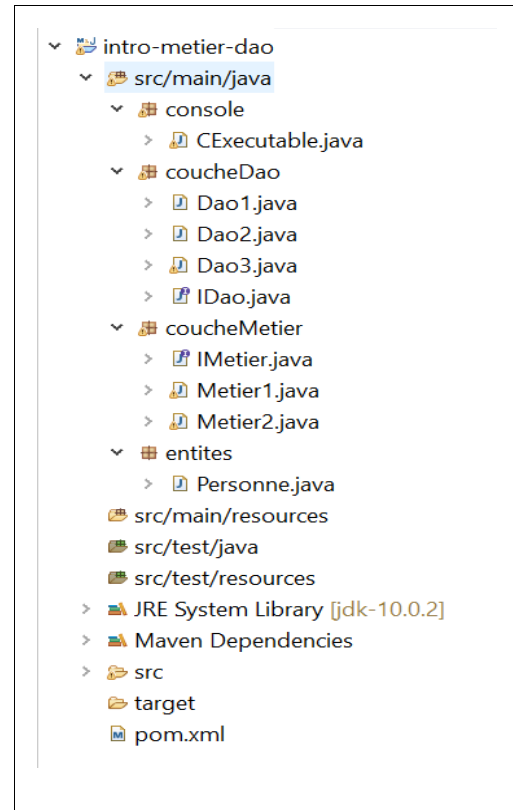 intro-metier-dao
src/main/java
console
CExecutable.java
coucheDao
Dao1.java
Dao2.java
Dao3.java
IDao.java
coucheMetier
IMetier.java
Metier1.java
Metier2.java
entites
Personne.java
src/main/resources
src/test/java
src/test/resources
JRE System Library [jdk-10.0.2]
Maven Dependencies
src
target
pom.xml